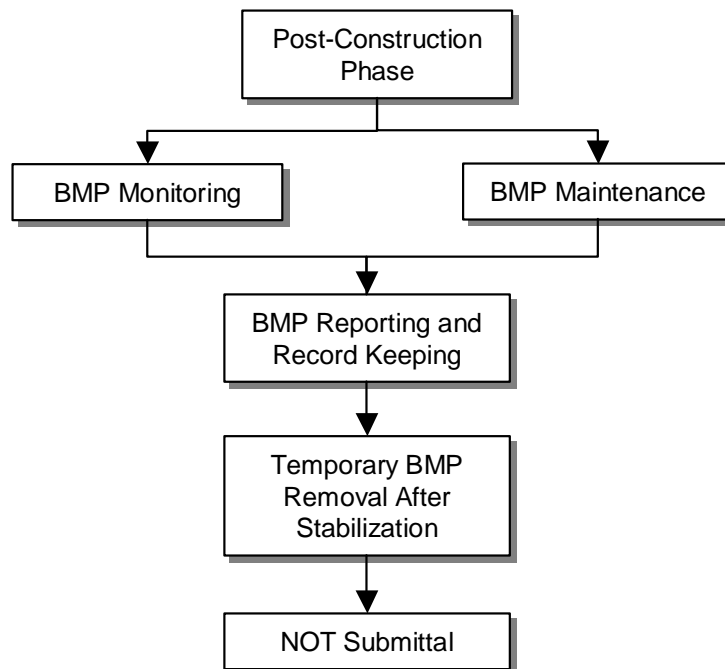 Post-Construction
Phase
BMP Monitoring
BMP Maintenance
BMP Reporting and
Record Keeping
Temporary BMP
Removal After
Stabilization
NOT Submittal